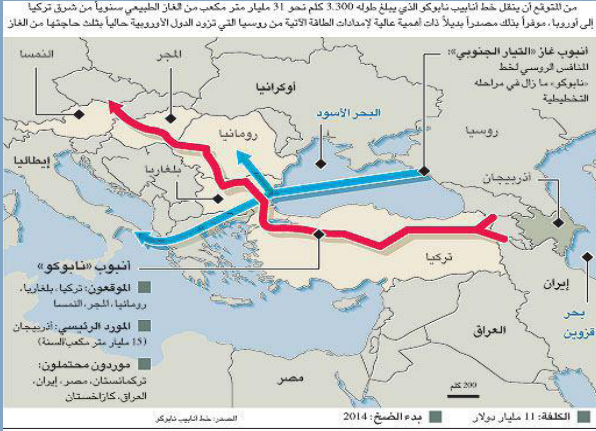 من المتوقع أن ينقل خط أنابيب نابوكو الذي يبلغ طوله 3.300 كلم نحو 31 مليار متر مكعب من الغاز الطبيعي سنوياً من شرق تركيا
إلى أوروبا، موفراً بذلك مصدراً بديلاً ذات أهمية عالية لإمدادات الطاقة الآتية من روسيا التي تزود الدول الأوروبية حالياً بثلث حاجتها من الغاز
أنبوب غاز «التيار الجنوبي»:
المنافس الروسي لخط
«نابوكو» ما زال في مراحله
التخطيطية
النمسا
المجر
أوكرانيا
روسيا
البحر الأسود
رومانيا
إيطاليا
بلغاريا
أذربيجان
تركيا
إيران
بحر
قزوين
العراق
مصر
أنبوب «نابوكو»
الموقعون: تركيا، بلغاريا،
رومانيا، المجر، النمسا
المورد الرئيسي: أذربيجان
(15 مليار متر مكعب/السنة)
موردون محتملون:
تركمانستان، مصر، إيران،
العراق، كازاخستان
200 كلم
الكلفة: 11 مليار دولار
بدء الضخ: 2014
المصدر: خط أنابيب نابوكو